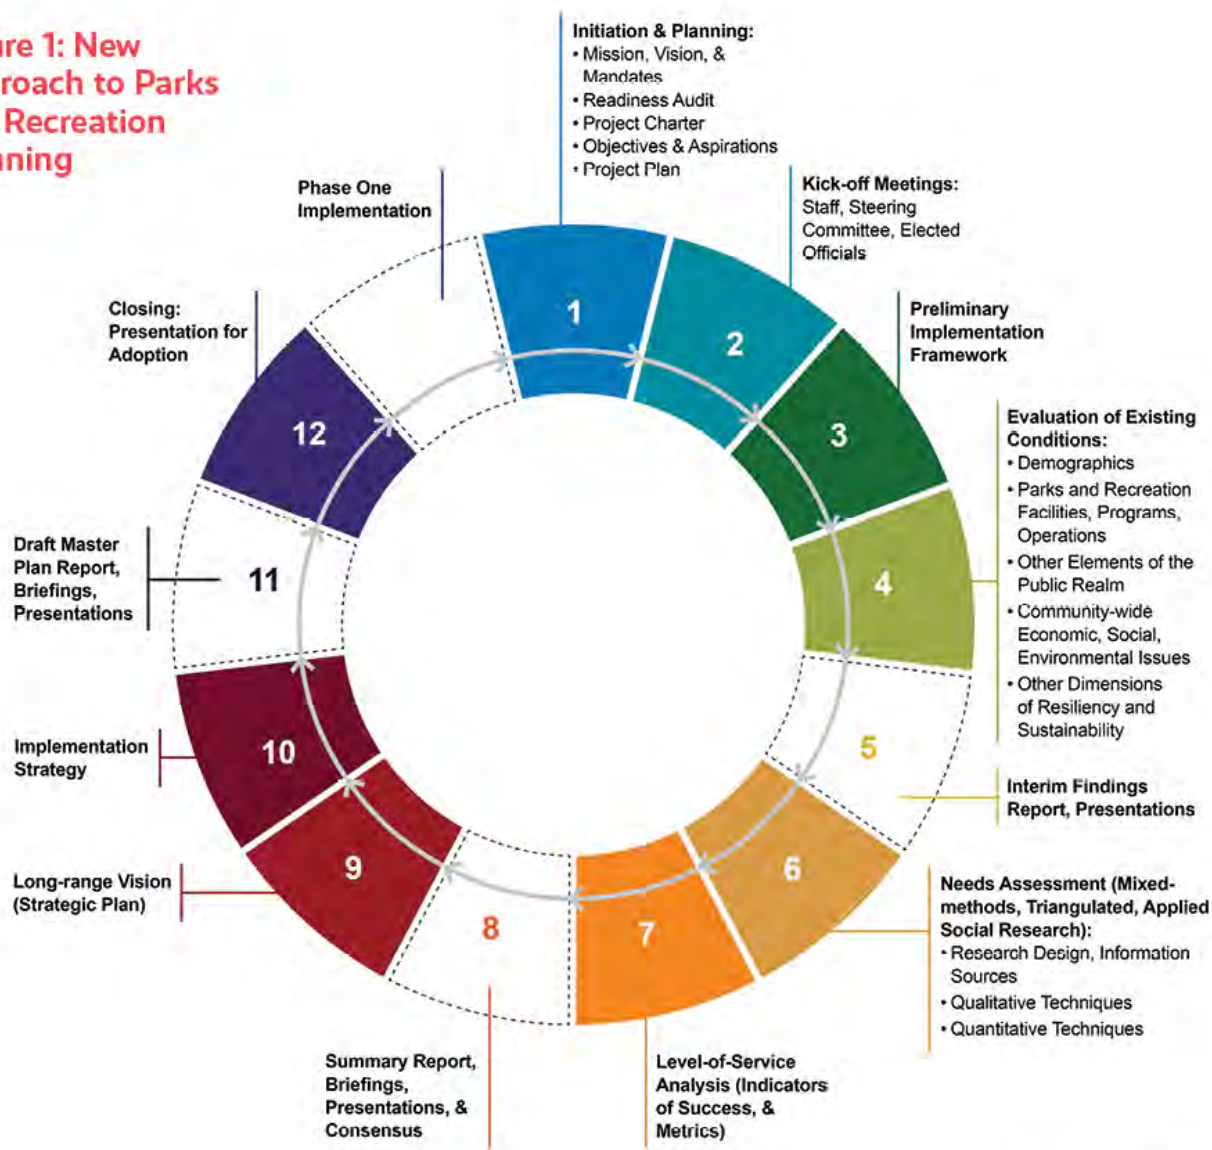 ure 1: New
roach to Parks
Recreation
nning
Initiation & Planning:
• Mission, Vision, &
Mandates
• Readiness Audit
• Project Charter
• Objectives & Aspirations
• Project Plan
Kick-off Meetings:
Staff, Steering
Committee, Elected
Officials
Preliminary
Implementation
Framework
Evaluation of Existing
Conditions:
• Demographics
• Parks and Recreation
Facilities, Programs,
Operations
• Other Elements of the
Public Realm
• Community-wide
Economic, Social,
Environmental Issues
• Other Dimensions
of Resiliency and
Sustainability
Interim Findings
Report, Presentations
Needs Assessment (Mixed-
methods, Triangulated, Applied
Social Research):
• Research Design, Information
Sources
• Qualitative Techniques
• Quantitative Techniques
Level-of-Service
Analysis (Indicators
of Success, &
Metrics)
Summary Report,
Briefings,
Presentations, &
Consensus
Long-range Vision
(Strategic Plan)
Implementation
Strategy
Draft Master
Plan Report,
Briefings,
Presentations
Closing:
Presentation for
Adoption
Phase One
Implementation
1
2
3
4
5
6
7
8
9
10
11
12